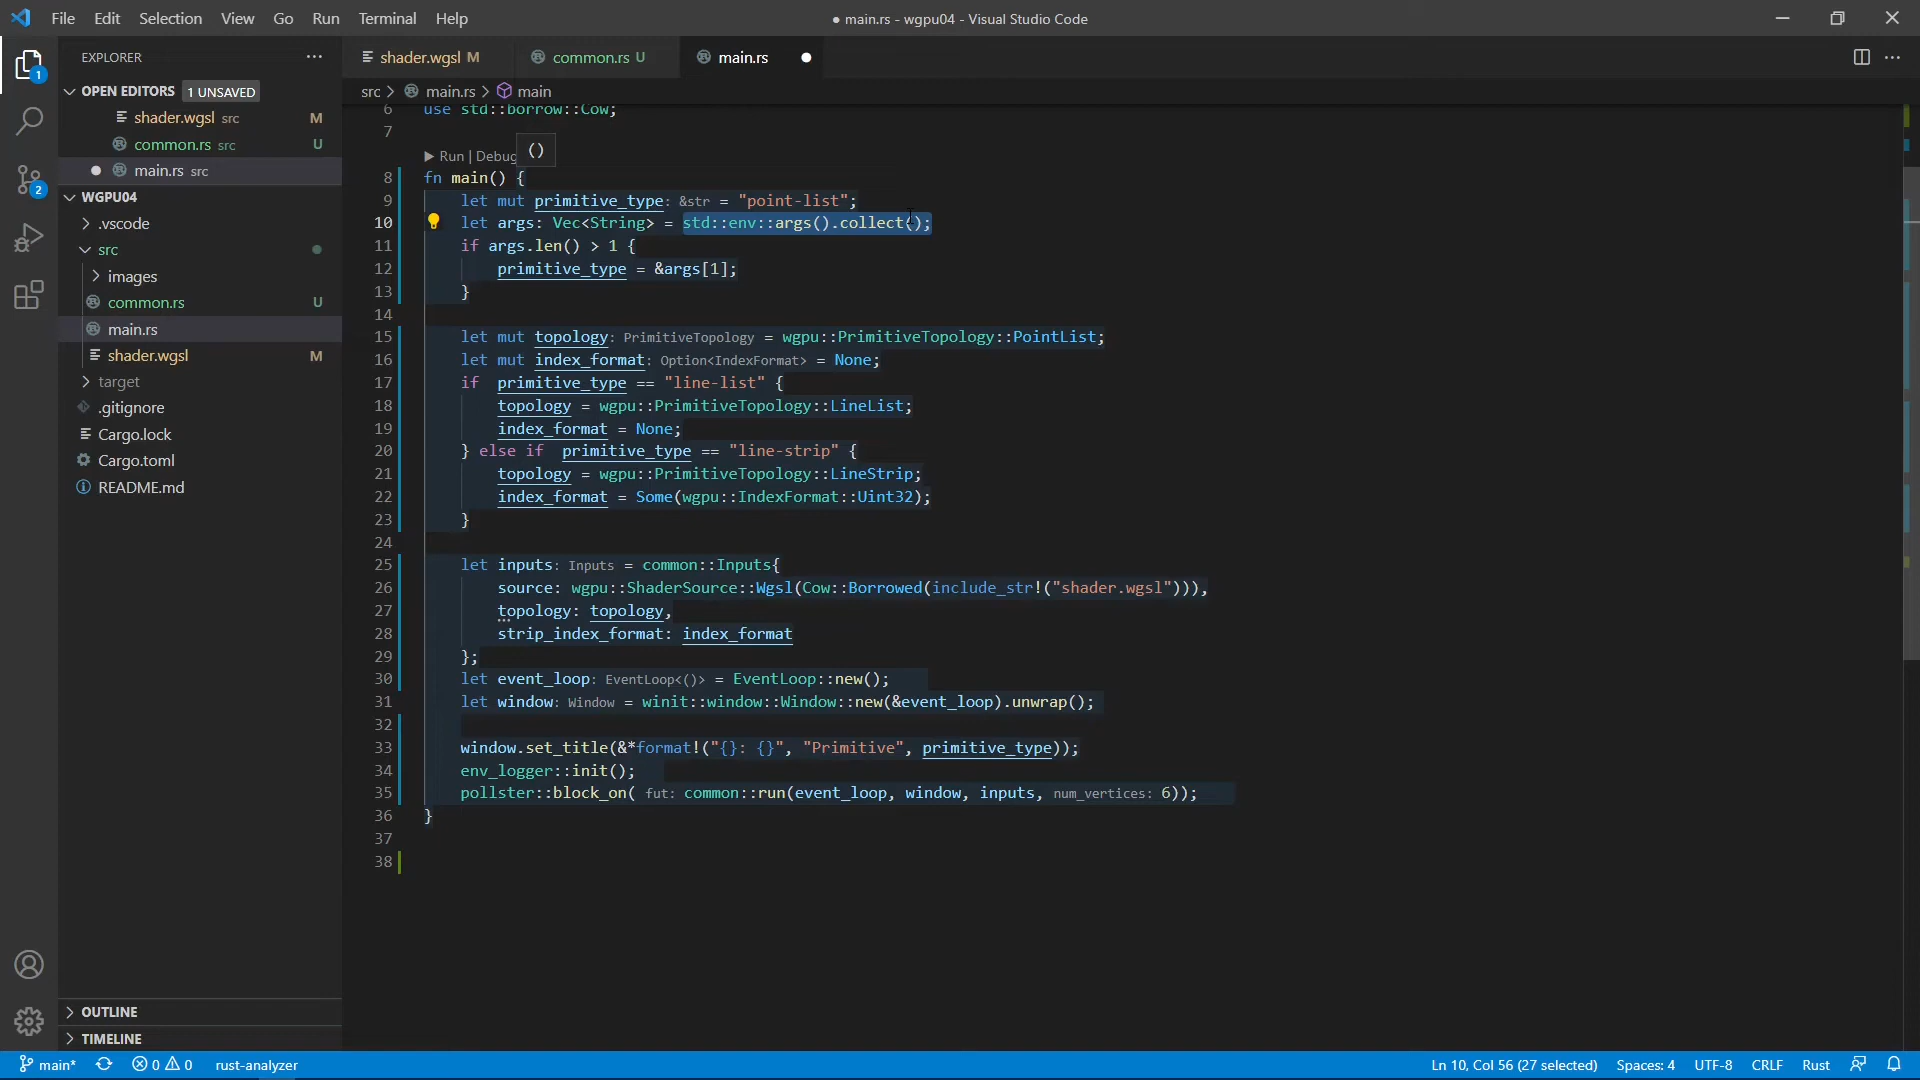 File Edit Selection View Go Run Terminal Help
● main.rs - wgpu04 - Visual Studio Code
EXPLORER
shader.wgsl M
common.rs U
main.rs
OPEN EDITORS 1 UNSAVED
shader.wgsl src M
common.rs src U
main.rs src
WGPU04
.vscode
src
images
common.rs U
main.rs
shader.wgsl M
target
.gitignore
Cargo.lock
Cargo.toml
README.md
OUTLINE
TIMELINE
1
2
src > main.rs > main
6 use std::borrow::Cow;
7
Run | Debug
()
8 fn main() {
9 let mut primitive_type: &str = "point-list";
10 let args: Vec<String> = std::env::args().collect();
11 if args.len() > 1 {
12 primitive_type = &args[1];
13 }
14
15 let mut topology: PrimitiveTopology = wgpu::PrimitiveTopology::PointList;
16 let mut index_format: Option<IndexFormat> = None;
17 if primitive_type == "line-list" {
18 topology = wgpu::PrimitiveTopology::LineList;
19 index_format = None;
20 } else if primitive_type == "line-strip" {
21 topology = wgpu::PrimitiveTopology::LineStrip;
22 index_format = Some(wgpu::IndexFormat::Uint32);
23 }
24
25 let inputs: Inputs = common::Inputs{
26 source: wgpu::ShaderSource::Wgsl(Cow::Borrowed(include_str!("shader.wgsl"))),
27 topology: topology,
28 strip_index_format: index_format
29 };
30 let event_loop: EventLoop<()> = EventLoop::new();
31 let window: Window = winit::window::Window::new(&event_loop).unwrap();
32
33 window.set_title(&*format!("{}: {}", "Primitive", primitive_type));
34 env_logger::init();
35 pollster::block_on( fut: common::run(event_loop, window, inputs, num_vertices: 6));
36 }
37
38
main* 0 0 rust-analyzer
Ln 10, Col 56 (27 selected) Spaces: 4 UTF-8 CRLF Rust